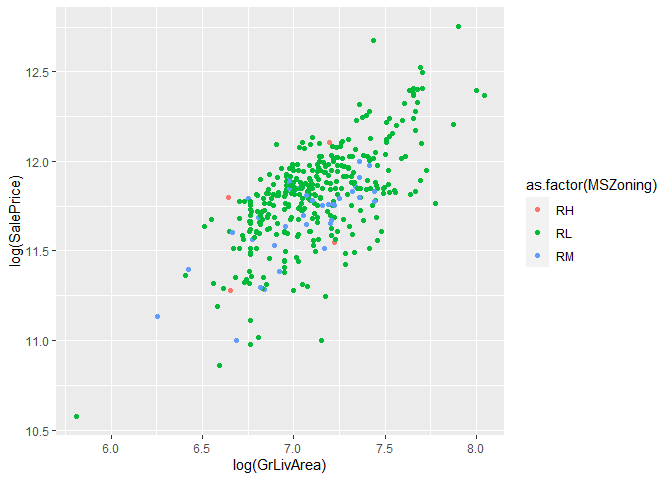 log(SalePrice)
12.5
12.0
11.5
11.0
10.5
6.0 6.5 7.0 7.5 8.0
log(GrLivArea)
as.factor(MSZoning)
RH
RL
RM